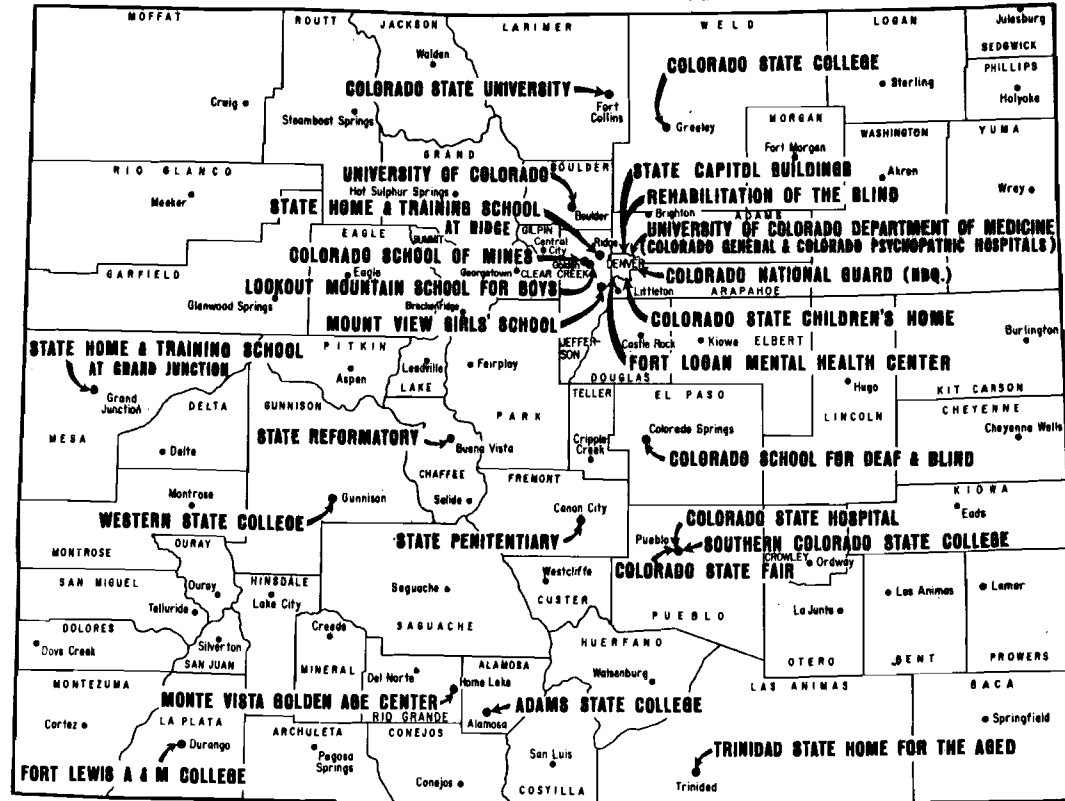 MOFFAT
ROUTT
JACKSON
LARIMER
WELD
LOGAN
Julesburg
SEDGWICK
PHILLIPS
Holyoke
Walden
COLORADO STATE COLLEGE
Sterling
COLORADO STATE UNIVERSITY
Craig
Steamboat Springs
Fort
Collins
Greeley
MORGAN
Fort Morgan
WASHINGTON
YUMA
GRAND
BOULDER
STATE CAPITOL BUILDINGS
Akron
RIO BLANCO
UNIVERSITY OF COLORADO
Hot Sulphur Springs
REHABILITATION OF THE BLIND
Wray
Meeker
STATE HOME & TRAINING SCHOOL
AT RIDGE
Boulder
Brighton
ADAMS
EAGLE
SUMMIT
GILPIN
Central
City
Ridge
UNIVERSITY OF COLORADO DEPARTMENT OF MEDICINE
(COLORADO GENERAL & COLORADO PSYCHOPATRIC HOSPITALS)
COLORADO SCHOOL OF MINES
DENVER
GARFIELD
Eagle
Georgetown
CLEAR CREEK
COLORADO NATIONAL GUARD (HDQ.)
LOOKOUT MOUNTAIN SCHOOL FOR BOYS
Littleton
ARAPAHOE
Glenwood Springs
Breckenridge
MOUNT VIEW GIRLS' SCHOOL
COLORADO STATE CHILDREN'S HOME
Burlington
STATE HOME & TRAINING SCHOOL
AT GRAND JUNCTION
PITKIN
JEFFER-
SON
Castle Rock
Kiowa
ELBERT
Leadville
Fairplay
FORT LOGAN MENTAL HEALTH CENTER
Aspen
LAKE
DOUGLAS
Grand
Junction
DELTA
GUNNISON
PARK
TELLER
EL PASO
Hugo
KIT CARSON
LINCOLN
CHEYENNE
MESA
STATE REFORMATORY
Buena Vista
Cripple
Creek
Colorado Springs
Cheyenne Wells
Delta
COLORADO SCHOOL FOR DEAF & BLIND
CHAFFEE
FREMONT
Montrose
Gunnison
Salida
Canon City
KIOWA
Eads
WESTERN STATE COLLEGE
COLORADO STATE HOSPITAL
STATE PENITENTIARY
Pueblo
SOUTHERN COLORADO STATE COLLEGE
OURAY
MONTROSE
CROWLEY
Ordway
COLORADO STATE FAIR
SAN MIGUEL
Ouray
HINSDALE
Lake City
Saguache
Westcliffe
CUSTER
Las Animas
Lamar
Telluride
La Junta
PUEBLO
DOLORES
Creede
SAGUACHE
HUERFANO
Dove Creek
Silverton
SAN JUAN
MINERAL
Del Norte
ALAMOSA
Walsenburg
OTERO
BENT
PROWERS
MONTEZUMA
Home Lake
LAS ANIMAS
BACA
MONTE VISTA GOLDEN AGE CENTER
ADAMS STATE COLLEGE
RIO GRANDE
Alamosa
Cortez
LA PLATA
ARCHULETA
CONEJOS
Springfield
Durango
Pagosa
Springs
San Luis
TRINIDAD STATE HOME FOR THE AGED
FORT LEWIS A & M COLLEGE
Conejos
COSTILLA
Trinidad